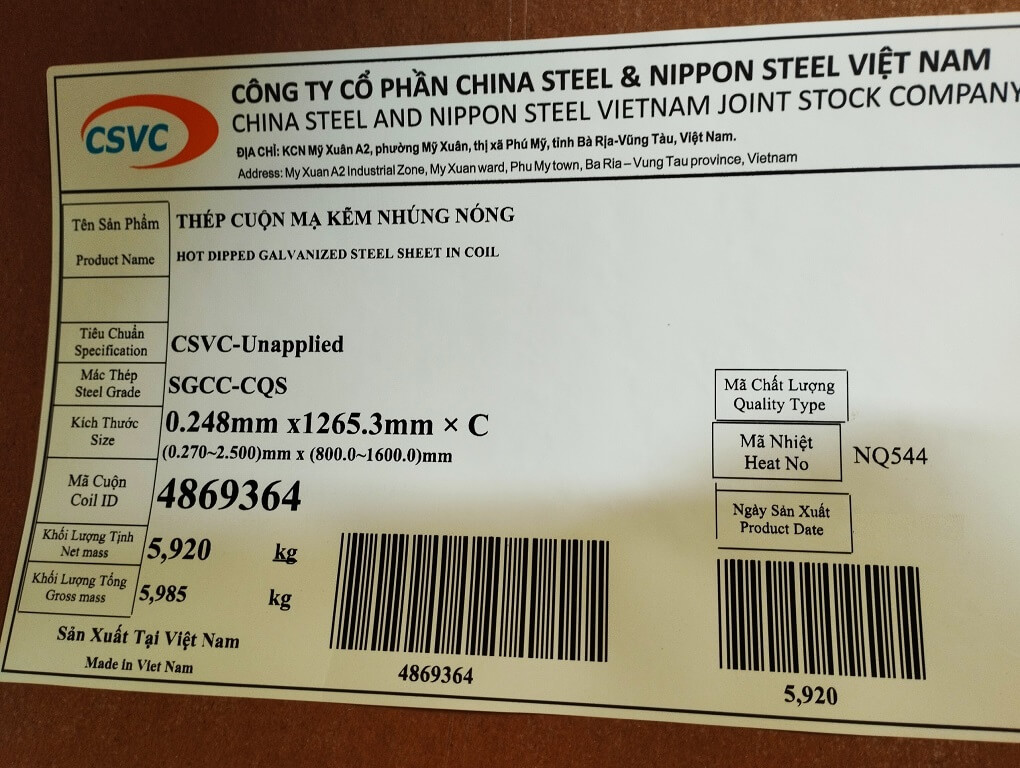 CSVC
CÔNG TY CỔ PHẦN CHINA STEEL & NIPPON STEEL VIỆT NAM
CHINA STEEL AND NIPPON STEEL VIETNAM JOINT STOCK COMPANY
ĐỊA CHỈ: KCN Mỹ Xuân A2, phường Mỹ Xuân, thị xã Phú Mỹ, tỉnh Bà Rịa-Vũng Tàu, Việt Nam.
Address: My Xuan A2 Industrial Zone, My Xuan ward, Phu My town, Ba Ria – Vung Tau province, Vietnam
Tên Sản Phẩm THÉP CUỘN MẠ KẼM NHÚNG NÓNG
Product Name HOT DIPPED GALVANIZED STEEL SHEET IN COIL
Tiêu Chuẩn
Specification CSVC-Unapplied
Mác Thép
Steel Grade SGCC-CQS
Mã Chất Lượng
Quality Type
Kích Thước
Size 0.248mm x1265.3mm × C
(0.270~2.500)mm x (800.0~1600.0)mm
Mã Nhiệt
Heat No NQ544
Mã Cuộn
Coil ID 4869364
Ngày Sản Xuất
Product Date
Khối Lượng Tịnh
Net mass 5,920 kg
Khối Lượng Tổng
Gross mass 5,985 kg
Sản Xuất Tại Việt Nam
Made in Viet Nam
4869364
5,920